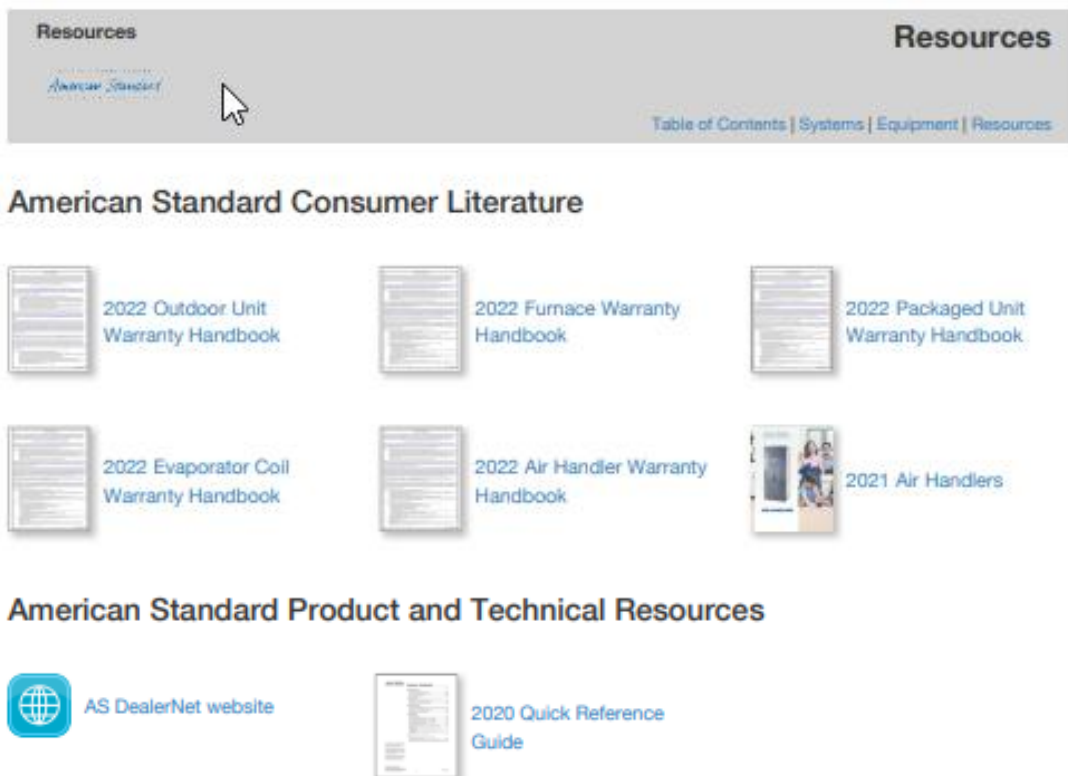 Resources
Resources
American Standard
Table of Contents | Systems | Equipment | Resources
American Standard Consumer Literature
2022 Outdoor Unit
Warranty Handbook
2022 Furnace Warranty
Handbook
2022 Packaged Unit
Warranty Handbook
2022 Evaporator Coil
Warranty Handbook
2022 Air Handler Warranty
Handbook
2021 Air Handlers
American Standard Product and Technical Resources
AS DealerNet website
2020 Quick Reference
Guide